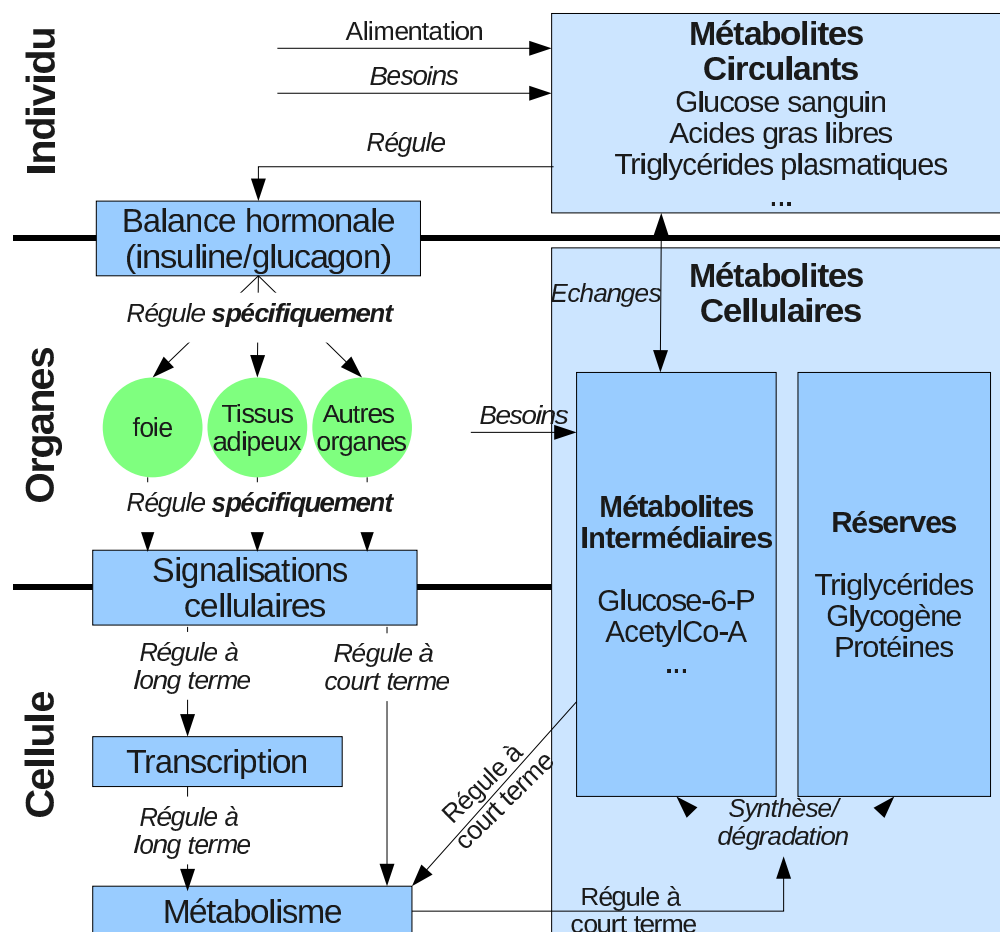 Individu
Alimentation
Besoins
Régule
Métabolites
Circulants
Glucose sanguin
Acides gras libres
Triglycérides plasmatiques
...
Balance hormonale
(insuline/glucagon)
Organes
Régule spécifiquement
foie
Tissus
adipeux
Autres
organes
Régule spécifiquement
Echanges
Métabolites
Cellulaires
Besoins
Métabolites
Intermédiaires
Glucose-6-P
AcetylCo-A
...
Réserves
Triglycérides
Glycogène
Protéines
Signalisations
cellulaires
Cellule
Régule à
long terme
Régule à
court terme
Transcription
Régule à
long terme
Régule à
court terme
Synthèse/
dégradation
Métabolisme
Régule à
court terme